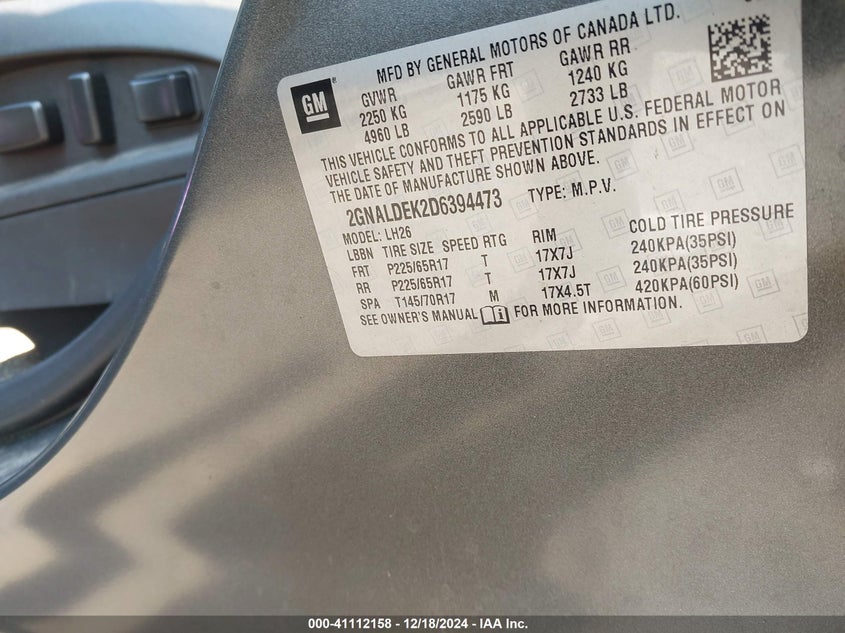 MFD BY GENERAL MOTORS OF CANADA LTD.
GM
GVWR GAWR FRT GAWR RR
2250 KG 1175 KG 1240 KG
4960 LB 2590 LB 2733 LB
THIS VEHICLE CONFORMS TO ALL APPLICABLE U.S. FEDERAL MOTOR
VEHICLE SAFETY AND THEFT PREVENTION STANDARDS IN EFFECT ON
THE DATE OF MANUFACTURE SHOWN ABOVE.
2GNALDEK2D6394473 TYPE: M.P.V.
MODEL: LH26
LBBN TIRE SIZE SPEED RTG RIM COLD TIRE PRESSURE
FRT P225/65R17 T 17X7J 240KPA(35PSI)
RR P225/65R17 T 17X7J 240KPA(35PSI)
SPA T145/70R17 M 17X4.5T 420KPA(60PSI)
SEE OWNER'S MANUAL FOR MORE INFORMATION.
000-41112158 - 12/18/2024 - IAA Inc.